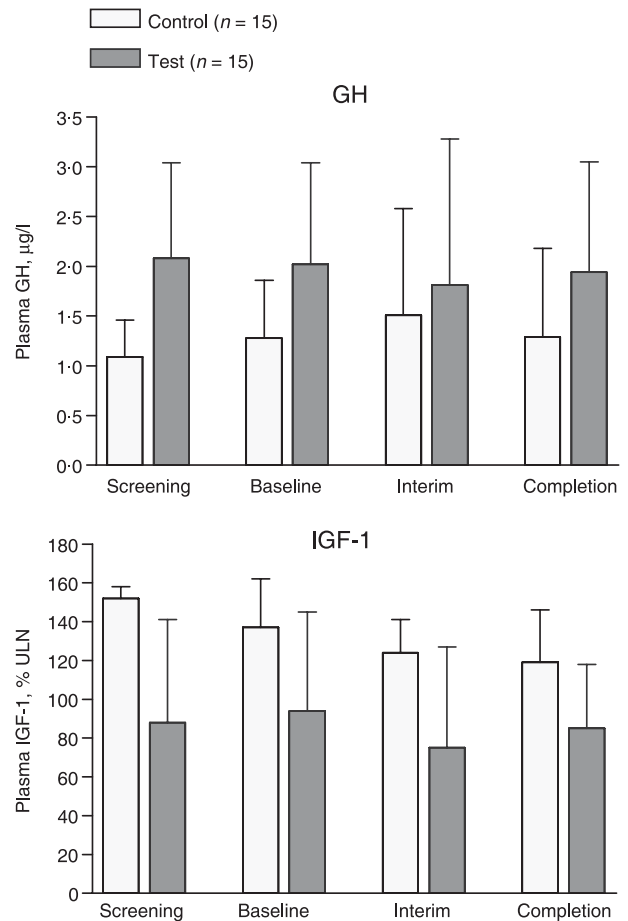 Control (n = 15)
Test (n = 15)
GH
Plasma GH, µg/l
3·5
3·0
2·5
2·0
1·5
1·0
0·5
0·0
Screening Baseline Interim Completion
IGF-1
Plasma IGF-1, % ULN
180
160
140
120
100
80
60
40
20
0
Screening Baseline Interim Completion